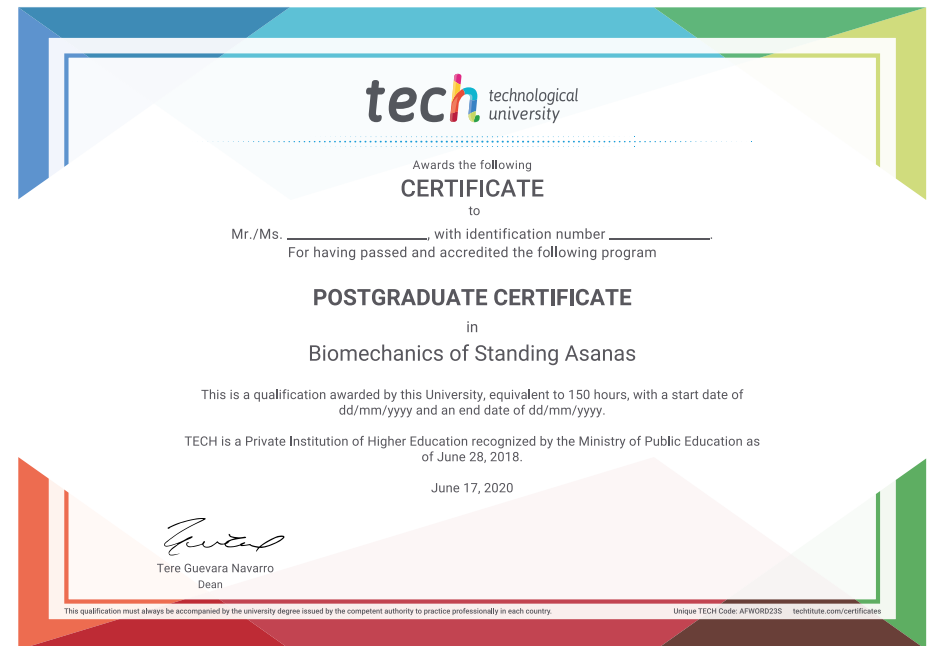 tech technological
university
Awards the following
CERTIFICATE
to
Mr./Ms. ____________________, with identification number ______________.
For having passed and accredited the following program
POSTGRADUATE CERTIFICATE
in
Biomechanics of Standing Asanas
This is a qualification awarded by this University, equivalent to 150 hours, with a start date of
dd/mm/yyyy and an end date of dd/mm/yyyy.
TECH is a Private Institution of Higher Education recognized by the Ministry of Public Education as
of June 28, 2018.
June 17, 2020
Tere Guevara Navarro
Dean
This qualification must always be accompanied by the university degree issued by the competent authority to practice professionally in each country. Unique TECH Code: AFWORD23S techtitute.com/certificates